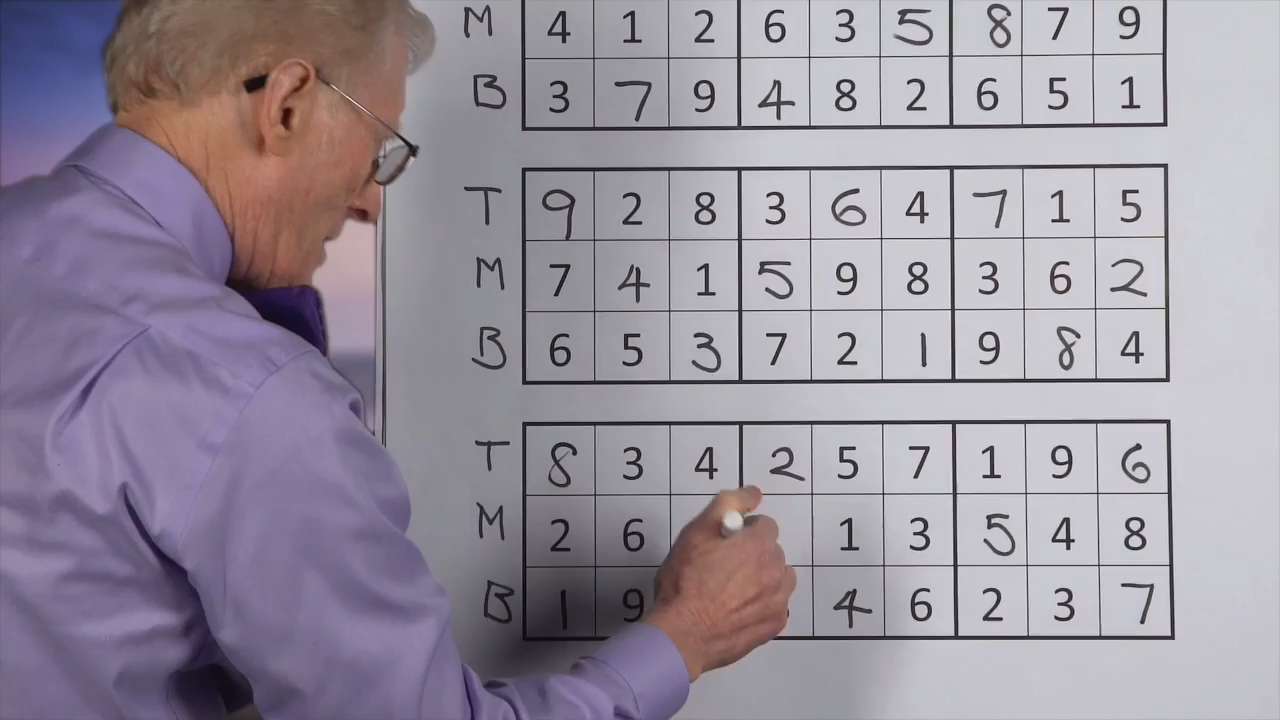 M 4 1 2 6 3 5 8 7 9
B 3 7 9 4 8 2 6 5 1
T 9 2 8 3 6 4 7 1 5
M 7 4 1 5 9 8 3 6 2
B 6 5 3 7 2 1 9 8 4
T 8 3 4 2 5 7 1 9 6
M 2 6 1 3 5 4 8
B 1 9 4 6 2 3 7